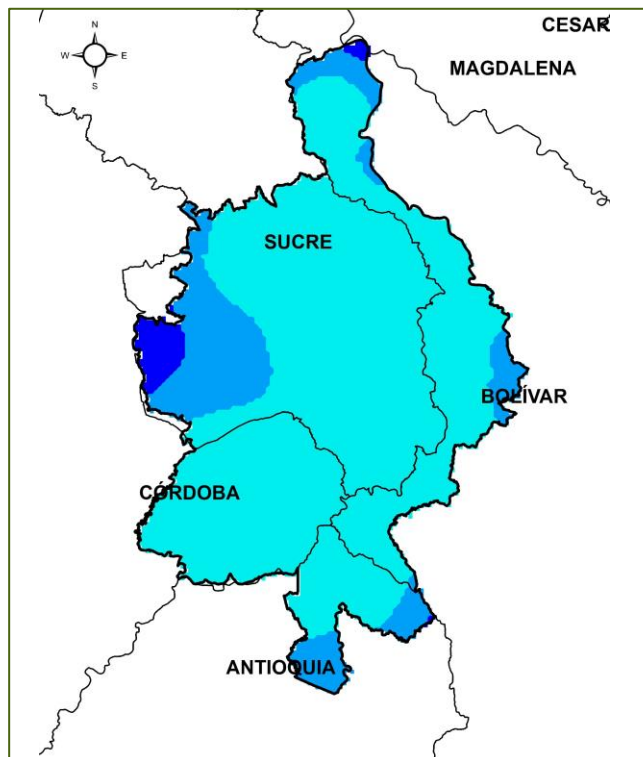 CESAR
N
W E
S
MAGDALENA
SUCRE
BOLÍVAR
CÓRDOBA
ANTIOQUIA